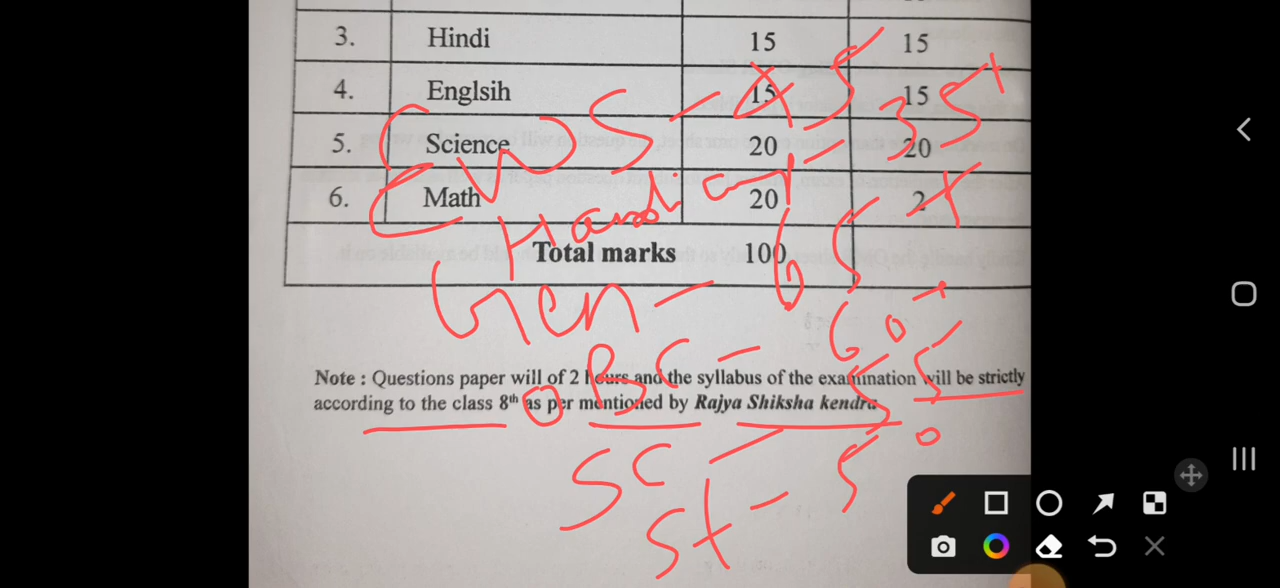 3. Hindi 15 15
4. Englsih 15 15
5. Science 20 20
6. Math 20 2
Total marks 100
EWS - 45
Handicap - 35+
Gen - 65+
OBC - 60+
SC - 55
St - 50
Note : Questions paper will of 2 hours and the syllabus of the examination will be strictly
according to the class 8th as per mentioned by Rajya Shiksha kendra